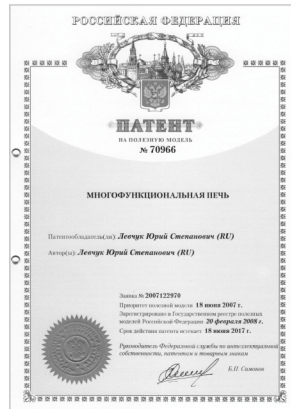 РОССИЙСКАЯ ФЕДЕРАЦИЯ
ПАТЕНТ
НА ПОЛЕЗНУЮ МОДЕЛЬ
№ 70966
МНОГОФУНКЦИОНАЛЬНАЯ ПЕЧЬ
Патентообладатель(ли): Левчук Юрий Степанович (RU)
Автор(ы): Левчук Юрий Степанович (RU)
Заявка № 2007122970
Приоритет полезной модели 18 июня 2007 г.
Зарегистрировано в Государственном реестре полезных
моделей Российской Федерации 20 февраля 2008 г.
Срок действия патента истекает 18 июня 2017 г.
Руководитель Федеральной службы по интеллектуальной
собственности, патентам и товарным знакам
Б.П. Симонов